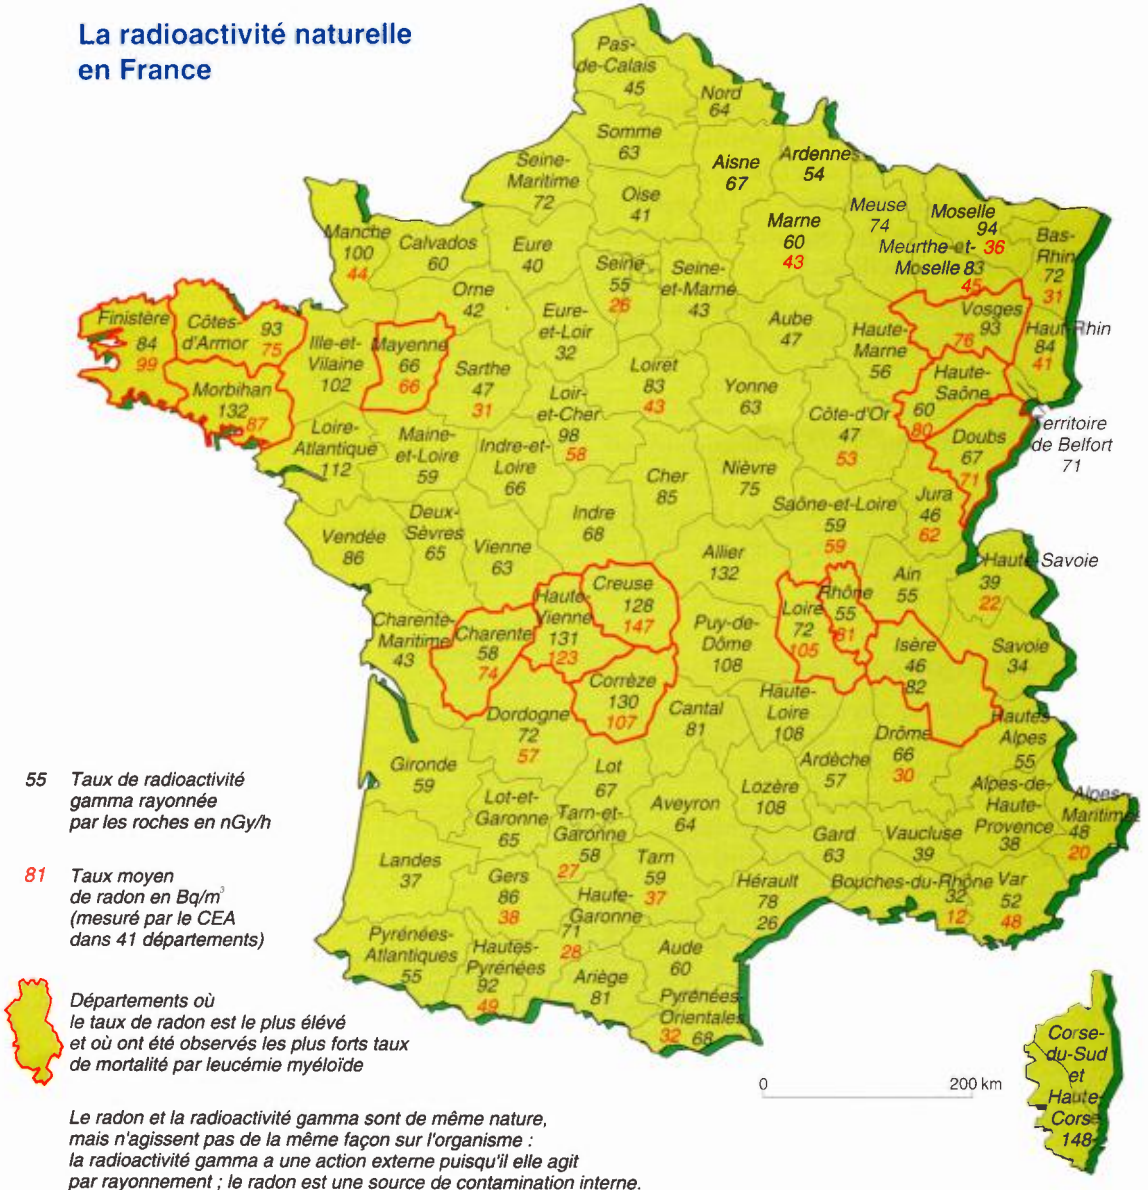 La radioactivité naturelle
en France
Pas-
de-Calais
45
Nord
64
Somme
63
Seine-
Maritime
72
Oise
41
Aisne
67
Ardennes
54
Manche
100
44
Calvados
60
Eure
40
Seine
55
26
Seine-
et-Marne
43
Marne
60
43
Meuse
74
Moselle
94
36
Meurthe-et-
Moselle 83
45
Bas-
Rhin
72
31
Orne
42
Eure-
et-Loir
32
Aube
47
Haute-
Marne
56
Vosges
93
76
Haut-Rhin
84
41
Finistère
84
99
Côtes-
d'Armor
93
75
Morbihan
132
87
Ille-et-
Vilaine
102
Mayenne
66
66
Sarthe
47
31
Loir-
et-Cher
98
58
Loiret
83
43
Yonne
63
Côte-d'Or
47
53
Haute-
Saône
60
80
Doubs
67
71
Territoire
de Belfort
71
Loire-
Atlantique
112
Maine-
et-Loire
59
Indre-et-
Loire
66
Cher
85
Nièvre
75
Saône-et-Loire
59
59
Jura
46
62
Vendée
86
Deux-
Sèvres
65
Vienne
63
Indre
68
Allier
132
Ain
55
Haute-Savoie
39
22
Charente-
Maritime
43
Charente
58
74
Haute-
Vienne
131
123
Creuse
128
147
Corrèze
130
107
Puy-de-
Dôme
108
Loire
72
105
Rhône
55
81
Isère
46
82
Savoie
34
Dordogne
72
57
Cantal
81
Haute-
Loire
108
Ardèche
57
Drôme
66
30
Hautes
Alpes
55
Gironde
59
Lot-et-
Garonne
65
Lot
67
Tarn-et-
Garonne
58
27
Aveyron
64
Lozère
108
Gard
63
Vaucluse
39
Alpes-de-
Haute-
Provence
38
Alpes-
Maritimes
48
20
Landes
37
Gers
86
38
Haute-
Garonne
71
28
Tarn
59
37
Hérault
78
26
Bouches-du-Rhône
32
12
Var
52
48
Pyrénées-
Atlantiques
55
Hautes-
Pyrénées
92
49
Ariège
81
Aude
60
Pyrénées-
Orientales
32 68
Corse-
du-Sud
et
Haute-
Corse
148
0 200 km
55 Taux de radioactivité
gamma rayonnée
par les roches en nGy/h
81 Taux moyen
de radon en Bq/m³
(mesuré par le CEA
dans 41 départements)
Départements où
le taux de radon est le plus élévé
et où ont été observés les plus forts taux
de mortalité par leucémie myéloïde
Le radon et la radioactivité gamma sont de même nature,
mais n'agissent pas de la même façon sur l'organisme :
la radioactivité gamma a une action externe puisqu'il elle agit
par rayonnement ; le radon est une source de contamination interne.